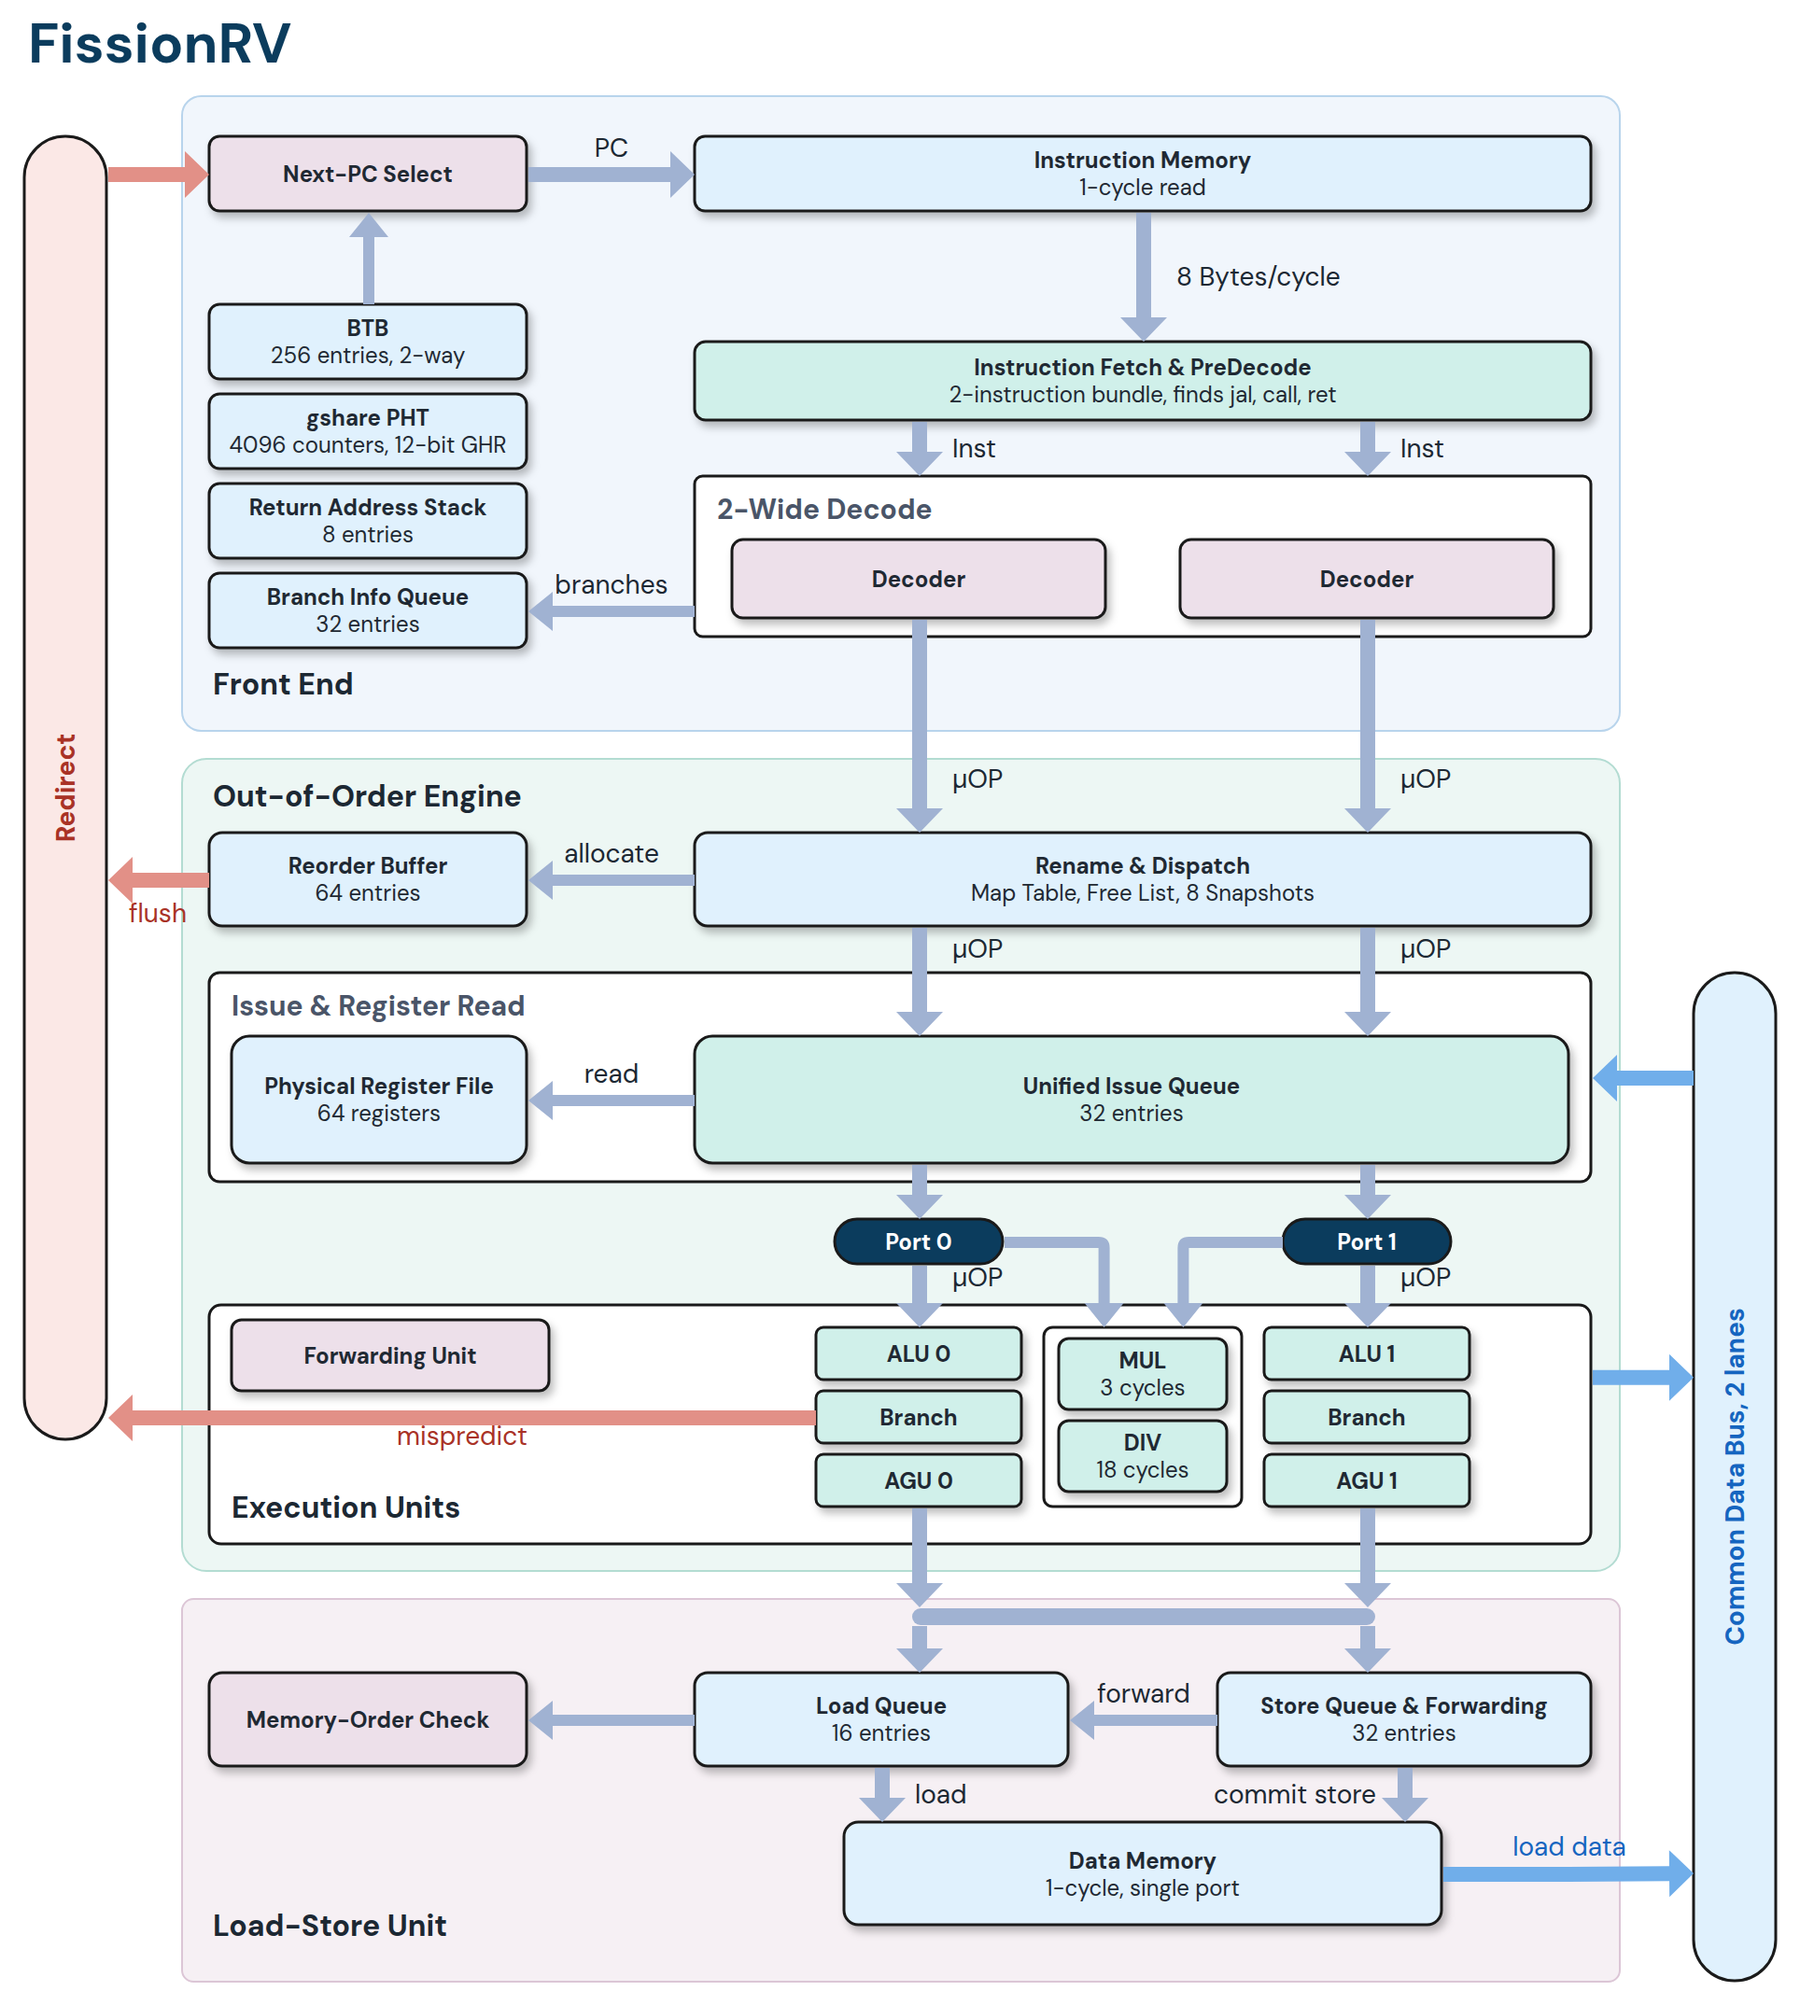 FissionRV
Next-PC Select
PC
Instruction Memory
1-cycle read
8 Bytes/cycle
BTB
256 entries, 2-way
gshare PHT
4096 counters, 12-bit GHR
Return Address Stack
8 entries
Branch Info Queue
32 entries
Instruction Fetch & PreDecode
2-instruction bundle, finds jal, call, ret
Inst
Inst
2-Wide Decode
Decoder
Decoder
branches
Front End
Redirect
Out-of-Order Engine
µOP
µOP
Reorder Buffer
64 entries
allocate
Rename & Dispatch
Map Table, Free List, 8 Snapshots
flush
µOP
µOP
Issue & Register Read
Physical Register File
64 registers
read
Unified Issue Queue
32 entries
Port 0
Port 1
µOP
µOP
Forwarding Unit
ALU 0
Branch
AGU 0
MUL
3 cycles
DIV
18 cycles
ALU 1
Branch
AGU 1
mispredict
Execution Units
Common Data Bus, 2 lanes
Memory-Order Check
Load Queue
16 entries
forward
Store Queue & Forwarding
32 entries
load
commit store
Data Memory
1-cycle, single port
load data
Load-Store Unit